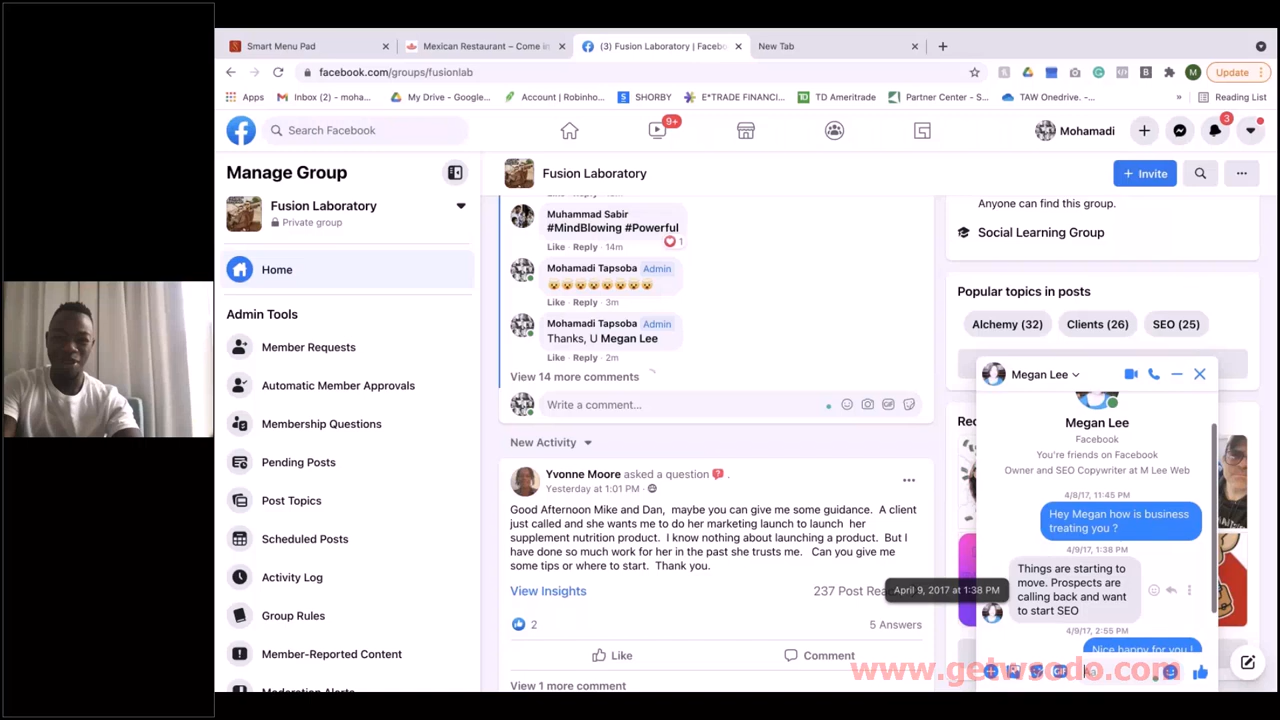 Smart Menu Pad
Mexican Restaurant – Come in
(3) Fusion Laboratory | Facebo
New Tab
facebook.com/groups/fusionlab
Update
Apps
Inbox (2) - moha...
My Drive - Google...
Account | Robinho...
SHORBY
E*TRADE FINANCI...
TD Ameritrade
Partner Center - S...
TAW Onedrive. -...
»
Reading List
Search Facebook
9+
Mohamadi
3
Manage Group
Fusion Laboratory
Private group
Home
Admin Tools
Member Requests
Automatic Member Approvals
Membership Questions
Pending Posts
Post Topics
Scheduled Posts
Activity Log
Group Rules
Member-Reported Content
Moderation Alerts
Fusion Laboratory
+ Invite
Muhammad Sabir
#MindBlowing #Powerful
1
Like · Reply · 14m
Mohamadi Tapsoba Admin
Like · Reply · 3m
Mohamadi Tapsoba Admin
Thanks, U Megan Lee
Like · Reply · 2m
View 14 more comments
Write a comment...
GIF
New Activity
Yvonne Moore asked a question .
Yesterday at 1:01 PM ·
Good Afternoon Mike and Dan, maybe you can give me some guidance. A client
just called and she wants me to do her marketing launch to launch her
supplement nutrition product. I know nothing about launching a product. But I
have done so much work for her in the past she trusts me. Can you give me
some tips or where to start. Thank you.
View Insights
237 Post Rea
2
5 Answers
Like
Comment
View 1 more comment
Anyone can find this group.
Social Learning Group
Popular topics in posts
Alchemy (32)
Clients (26)
SEO (25)
Rec
Megan Lee
Megan Lee
Facebook
You're friends on Facebook
Owner and SEO Copywriter at M Lee Web
4/8/17, 11:45 PM
Hey Megan how is business
treating you ?
4/9/17, 1:38 PM
Things are starting to
move. Prospects are
calling back and want
to start SEO
April 9, 2017 at 1:38 PM
4/9/17, 2:55 PM
Nice happy for you !
GIF
www.getwsodo.com